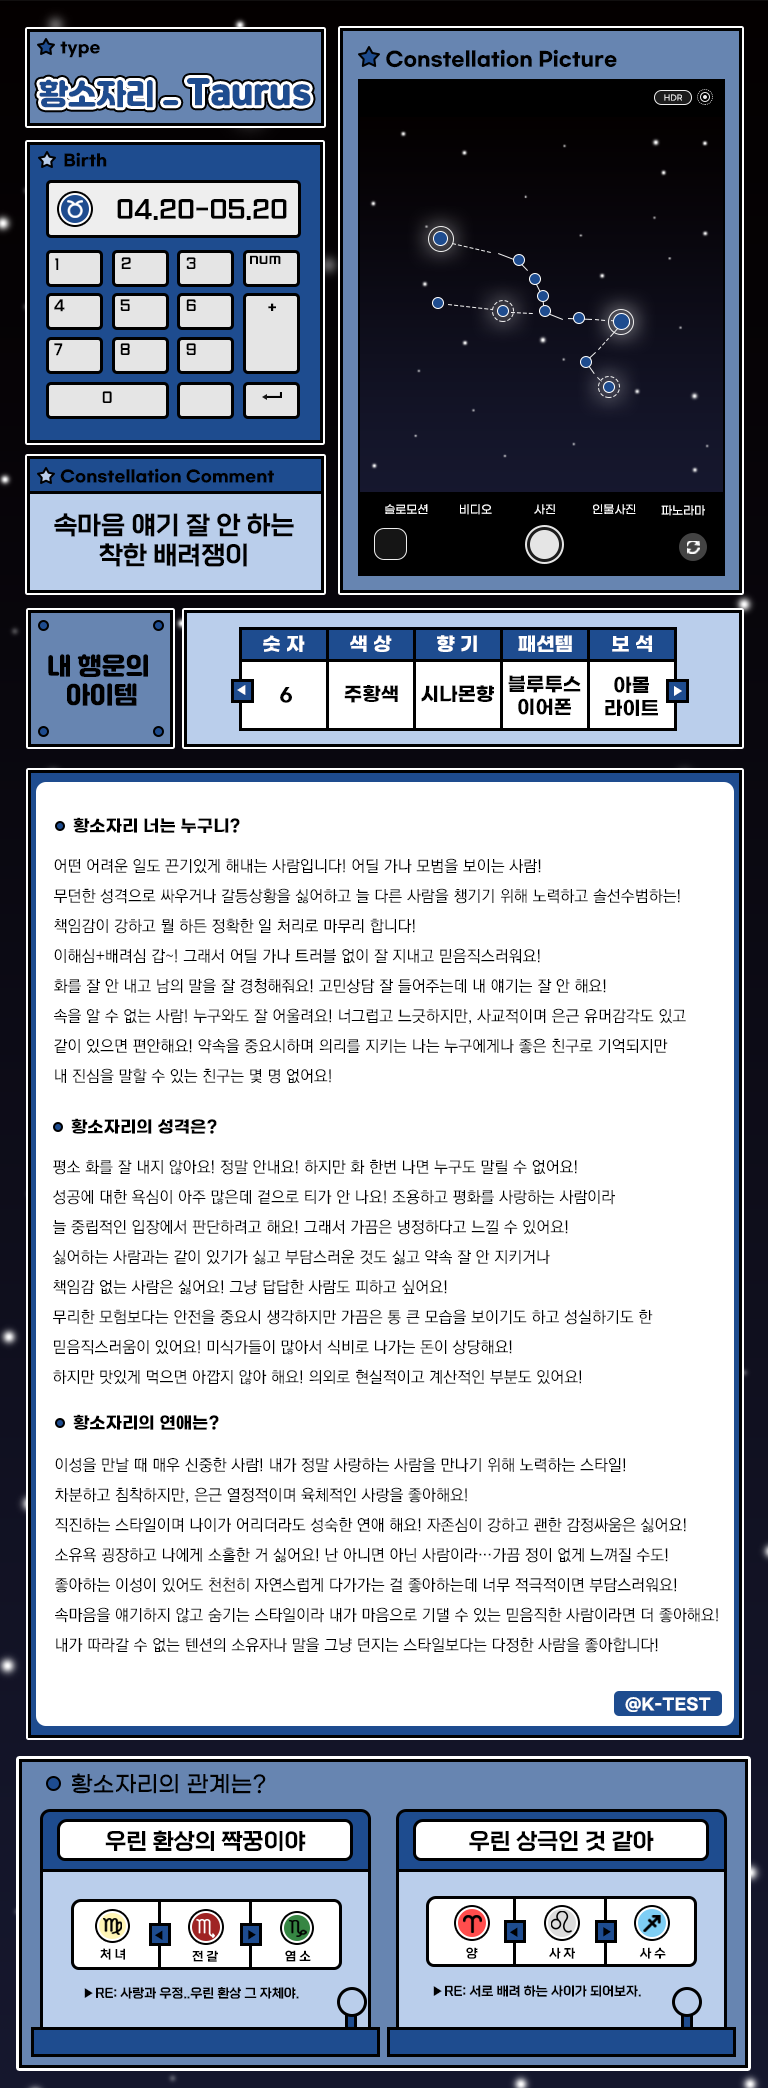 type
황소자리 _ Taurus
Birth
04.20-05.20
1 2 3 num
4 5 6 +
7 8 9
0
Constellation Comment
속마음 얘기 잘 안 하는
착한 배려쟁이
Constellation Picture
HDR
슬로모션 비디오 사진 인물사진 파노라마
내 행운의
아이템
숫 자 색 상 향 기 패션템 보 석
6 주황색 시나몬향 블루투스 이어폰 아몰라이트
황소자리 너는 누구니?
어떤 어려운 일도 끈기있게 해내는 사람입니다! 어딜 가나 모범을 보이는 사람!
무던한 성격으로 싸우거나 갈등상황을 싫어하고 늘 다른 사람을 챙기기 위해 노력하고 솔선수범하는!
책임감이 강하고 뭘 하든 정확한 일 처리로 마무리 합니다!
이해심+배려심 갑~! 그래서 어딜 가나 트러블 없이 잘 지내고 믿음직스러워요!
화를 잘 안 내고 남의 말을 잘 경청해줘요! 고민상담 잘 들어주는데 내 얘기는 잘 안 해요!
속을 알 수 없는 사람! 누구와도 잘 어울려요! 너그럽고 느긋하지만, 사교적이며 은근 유머감각도 있고
같이 있으면 편안해요! 약속을 중요시하며 의리를 지키는 나는 누구에게나 좋은 친구로 기억되지만
내 진심을 말할 수 있는 친구는 몇 명 없어요!
황소자리의 성격은?
평소 화를 잘 내지 않아요! 정말 안내요! 하지만 화 한번 나면 누구도 말릴 수 없어요!
성공에 대한 욕심이 아주 많은데 겉으로 티가 안 나요! 조용하고 평화를 사랑하는 사람이라
늘 중립적인 입장에서 판단하려고 해요! 그래서 가끔은 냉정하다고 느낄 수 있어요!
싫어하는 사람과는 같이 있기가 싫고 부담스러운 것도 싫고 약속 잘 안 지키거나
책임감 없는 사람은 싫어요! 그냥 답답한 사람도 피하고 싶어요!
무리한 모험보다는 안전을 중요시 생각하지만 가끔은 통 큰 모습을 보이기도 하고 성실하기도 한
믿음직스러움이 있어요! 미식가들이 많아서 식비로 나가는 돈이 상당해요!
하지만 맛있게 먹으면 아깝지 않아 해요! 의외로 현실적이고 계산적인 부분도 있어요!
황소자리의 연애는?
이성을 만날 때 매우 신중한 사람! 내가 정말 사랑하는 사람을 만나기 위해 노력하는 스타일!
차분하고 침착하지만, 은근 열정적이며 육체적인 사랑을 좋아해요!
직진하는 스타일이며 나이가 어리더라도 성숙한 연애 해요! 자존심이 강하고 괜한 감정싸움은 싫어요!
소유욕 굉장하고 나에게 소홀한 거 싫어요! 난 아니면 아닌 사람이라…가끔 정이 없게 느껴질 수도!
좋아하는 이성이 있어도 천천히 자연스럽게 다가가는 걸 좋아하는데 너무 적극적이면 부담스러워요!
속마음을 얘기하지 않고 숨기는 스타일이라 내가 마음으로 기댈 수 있는 믿음직한 사람이라면 더 좋아해요!
내가 따라갈 수 없는 텐션의 소유자나 말을 그냥 던지는 스타일보다는 다정한 사람을 좋아합니다!
@K-TEST
황소자리의 관계는?
우린 환상의 짝꿍이야
처녀 전갈 염소
▶RE: 사랑과 우정..우린 환상 그 자체야.
우린 상극인 것 같아
양 사자 사수
▶RE: 서로 배려 하는 사이가 되어보자.